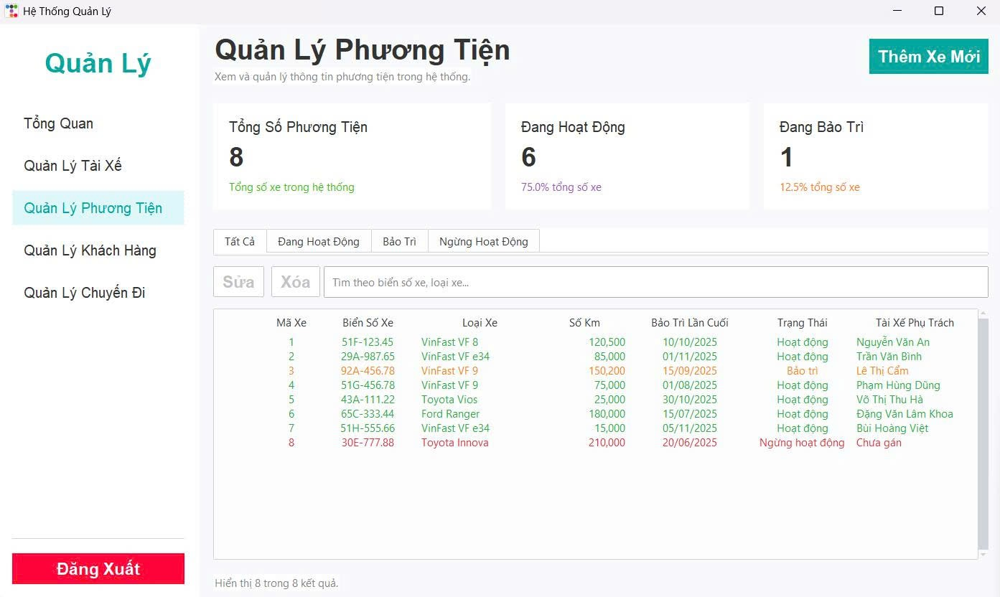 Hệ Thống Quản Lý
Quản Lý
Tổng Quan
Quản Lý Tài Xế
Quản Lý Phương Tiện
Quản Lý Khách Hàng
Quản Lý Chuyến Đi
Đăng Xuất
Quản Lý Phương Tiện
Xem và quản lý thông tin phương tiện trong hệ thống.
Thêm Xe Mới
Tổng Số Phương Tiện
8
Tổng số xe trong hệ thống
Đang Hoạt Động
6
75.0% tổng số xe
Đang Bảo Trì
1
12.5% tổng số xe
Tất Cả Đang Hoạt Động Bảo Trì Ngừng Hoạt Động
Sửa Xóa Tìm theo biển số xe, loại xe...
Mã Xe Biển Số Xe Loại Xe Số Km Bảo Trì Lần Cuối Trạng Thái Tài Xế Phụ Trách
1 51F-123.45 VinFast VF 8 120,500 10/10/2025 Hoạt động Nguyễn Văn An
2 29A-987.65 VinFast VF e34 85,000 01/11/2025 Hoạt động Trần Văn Bình
3 92A-456.78 VinFast VF 9 150,200 15/09/2025 Bảo trì Lê Thị Cẩm
4 51G-456.78 VinFast VF 9 75,000 01/08/2025 Hoạt động Phạm Hùng Dũng
5 43A-111.22 Toyota Vios 25,000 30/10/2025 Hoạt động Võ Thị Thu Hà
6 65C-333.44 Ford Ranger 180,000 15/07/2025 Hoạt động Đặng Văn Lâm Khoa
7 51H-555.66 VinFast VF e34 15,000 05/11/2025 Hoạt động Bùi Hoàng Việt
8 30E-777.88 Toyota Innova 210,000 20/06/2025 Ngừng hoạt động Chưa gán
Hiển thị 8 trong 8 kết quả.